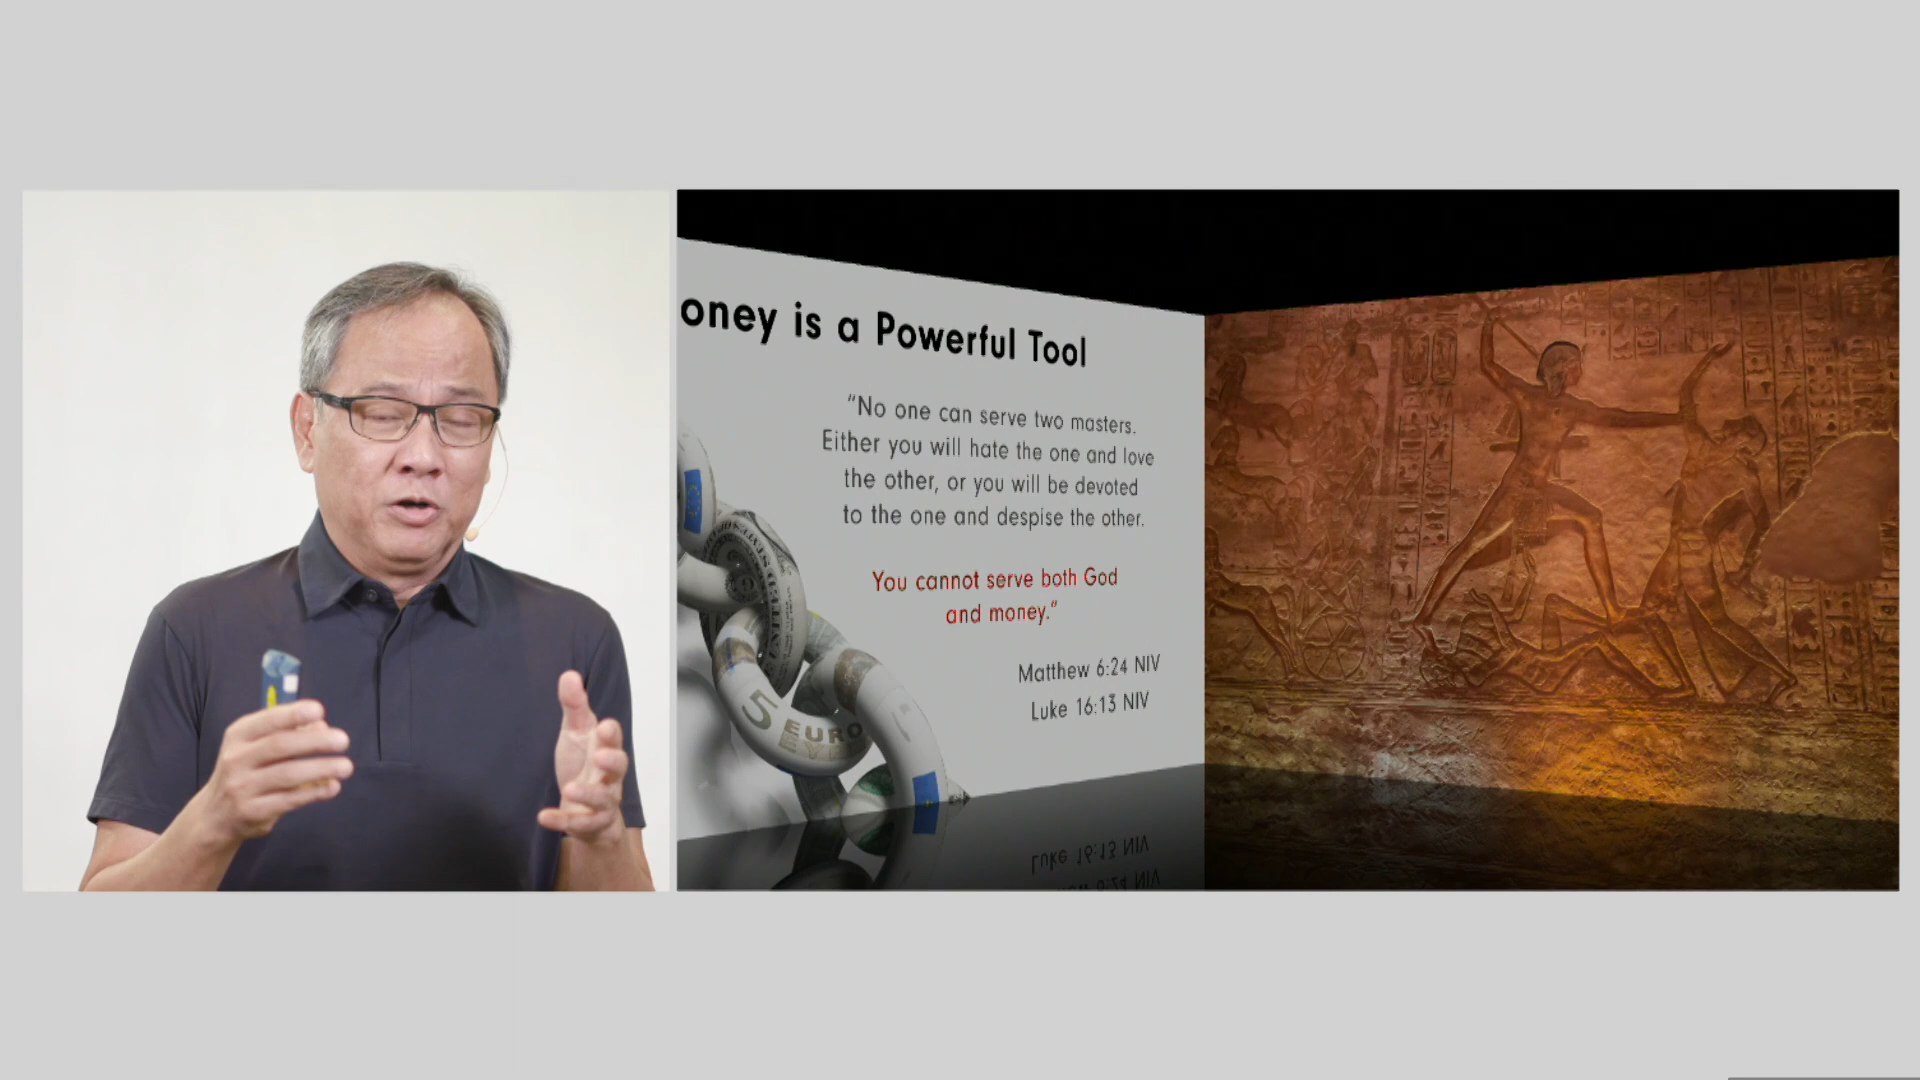 oney is a Powerful Tool
“No one can serve two masters.
Either you will hate the one and love
the other, or you will be devoted
to the one and despise the other.
You cannot serve both God
and money.”
Matthew 6:24 NIV
Luke 16:13 NIV
5 EURO